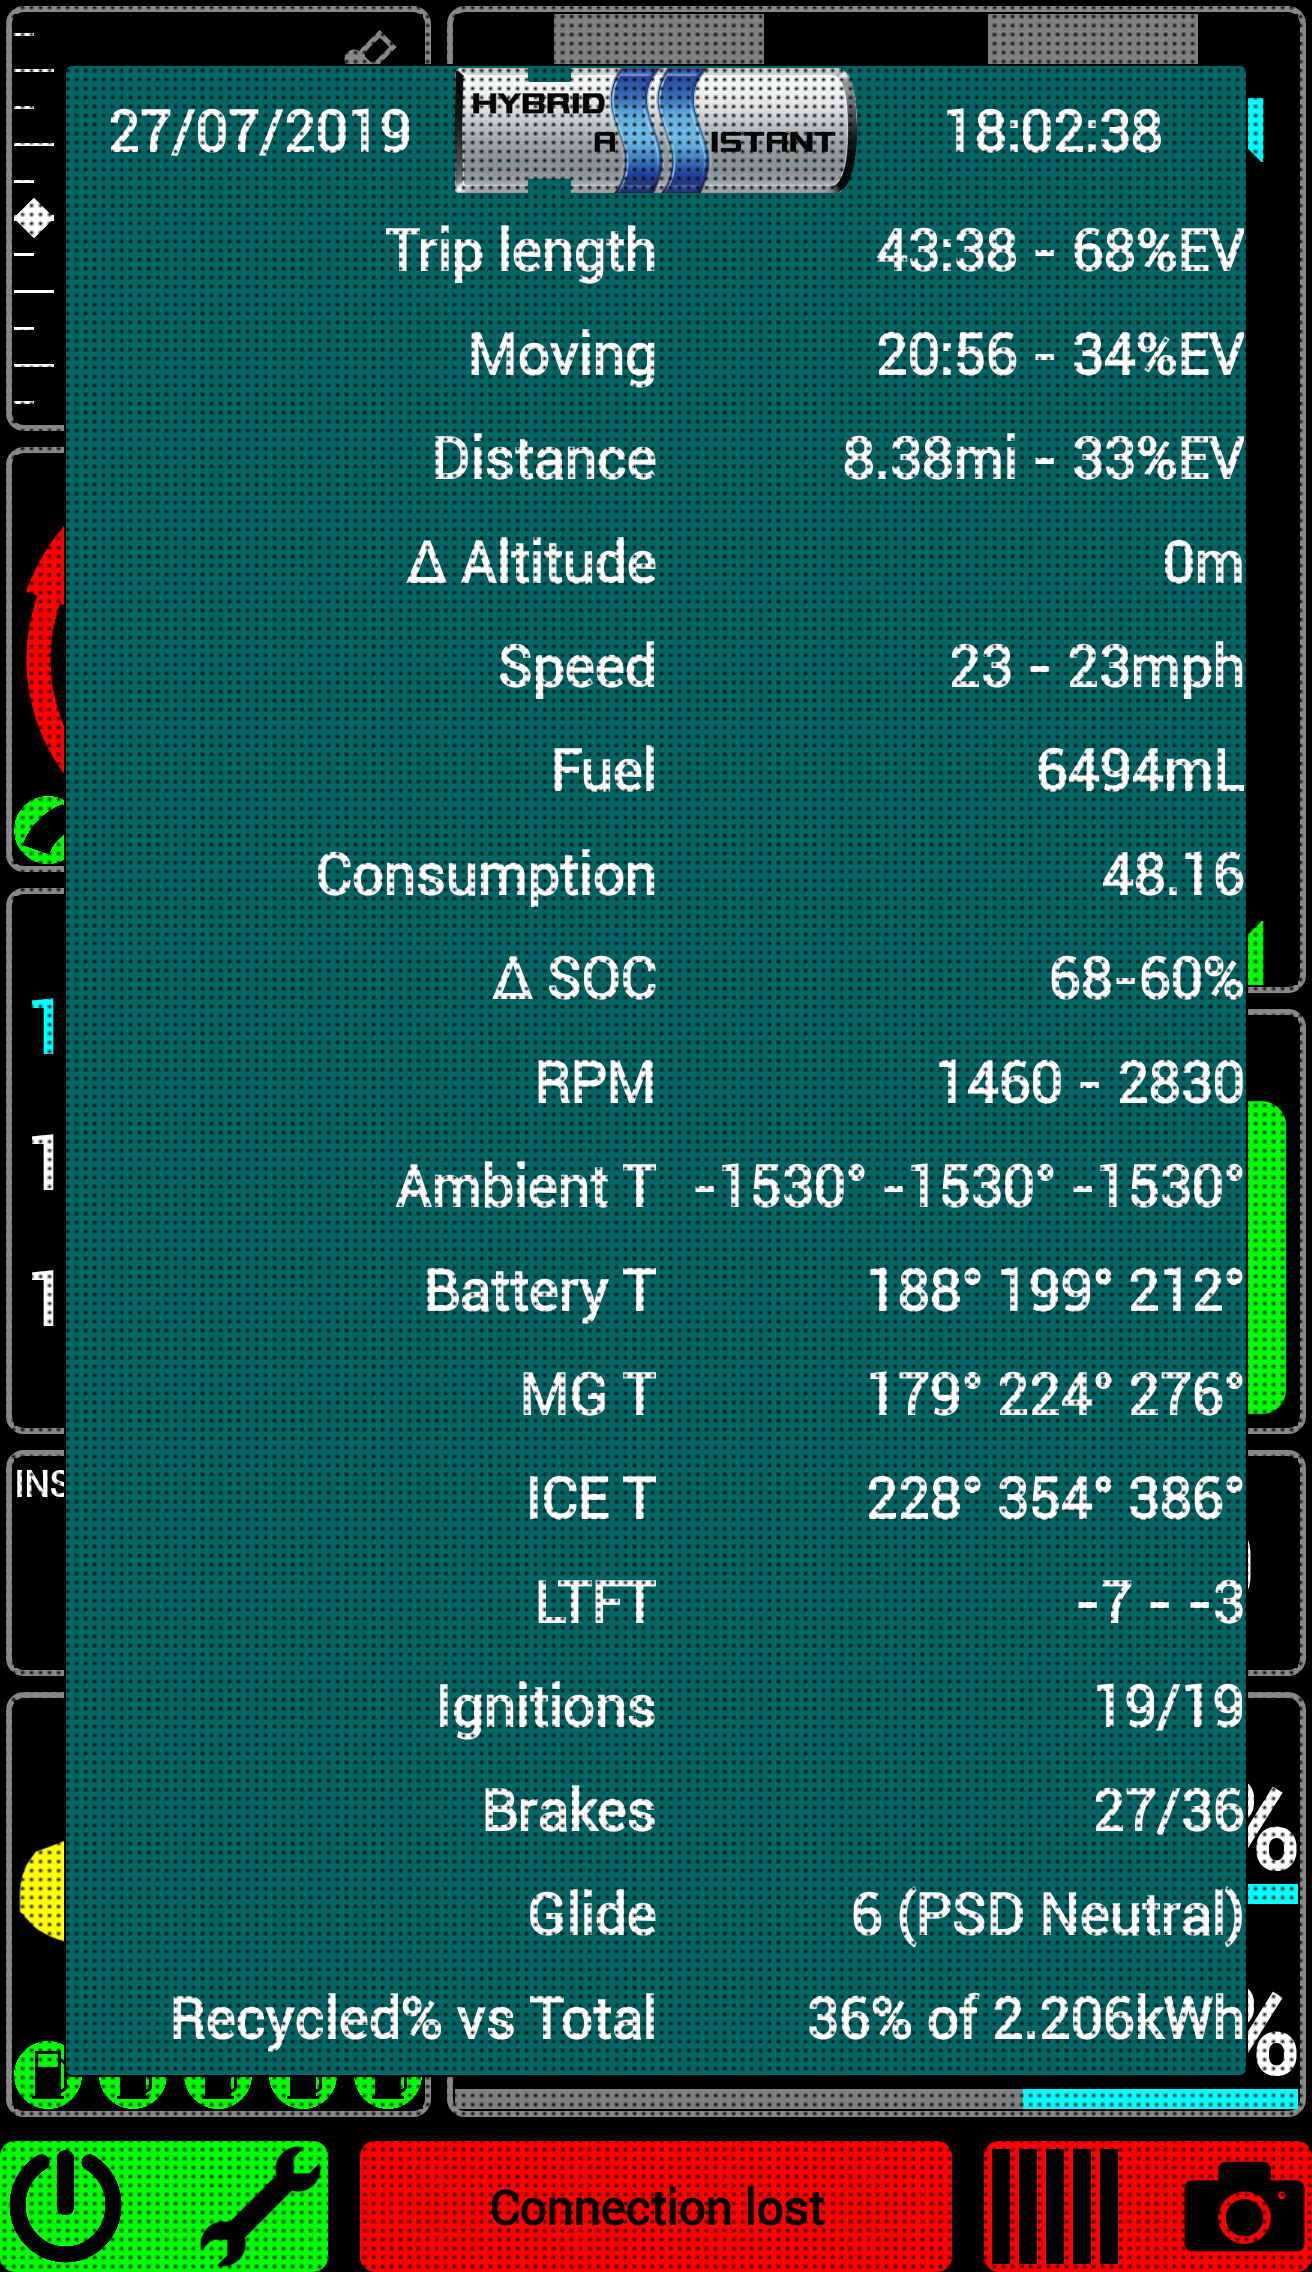 27/07/2019 HYBRID ASSISTANT 18:02:38
Trip length 43:38 - 68%EV
Moving 20:56 - 34%EV
Distance 8.38mi - 33%EV
Δ Altitude 0m
Speed 23 - 23mph
Fuel 6494mL
Consumption 48.16
Δ SOC 68-60%
1
RPM 1460 - 2830
1
Ambient T -1530° -1530° -1530°
1
Battery T 188° 199° 212°
MG T 179° 224° 276°
INS
ICE T 228° 354° 386°
LTFT -7 - -3
Ignitions 19/19
Brakes 27/36
%
Glide 6 (PSD Neutral)
Recycled% vs Total 36% of 2.206kWh
%
Connection lost